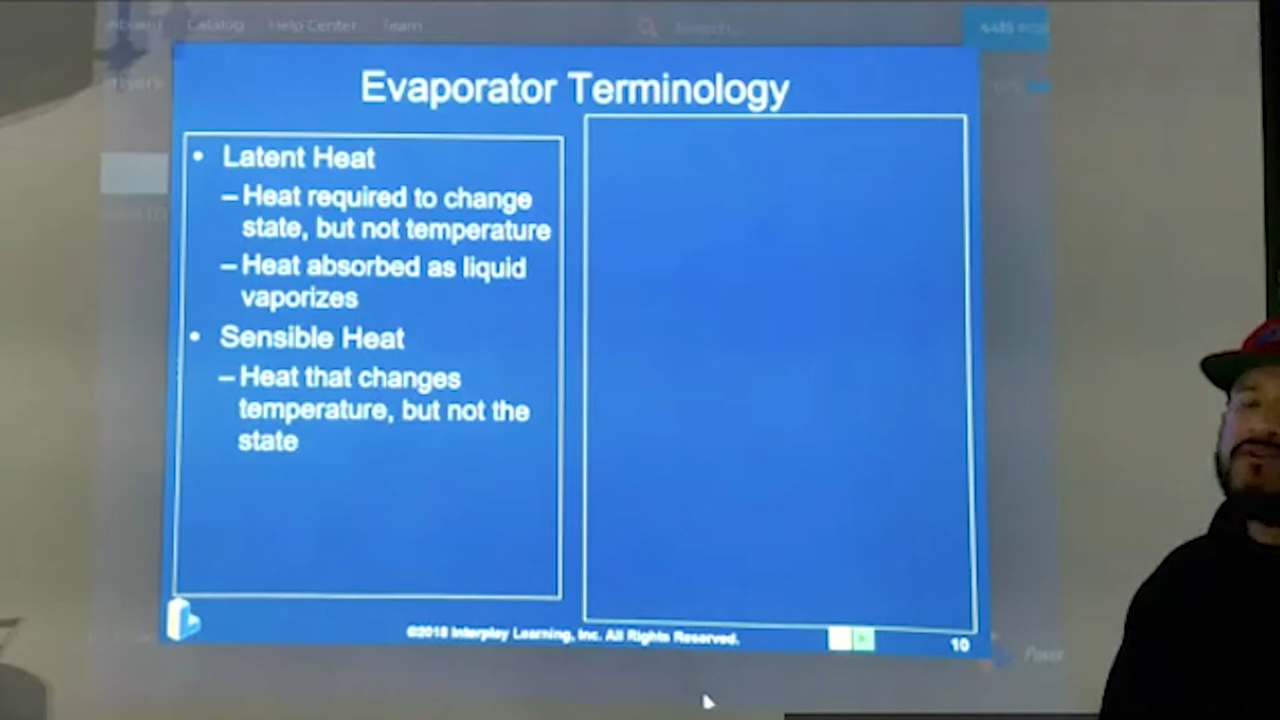 Catalog
Help Center
Team
Search...
Evaporator Terminology
• Latent Heat
– Heat required to change
state, but not temperature
– Heat absorbed as liquid
vaporizes
• Sensible Heat
– Heat that changes
temperature, but not the
state
©2018 Interplay Learning, Inc. All Rights Reserved.
10